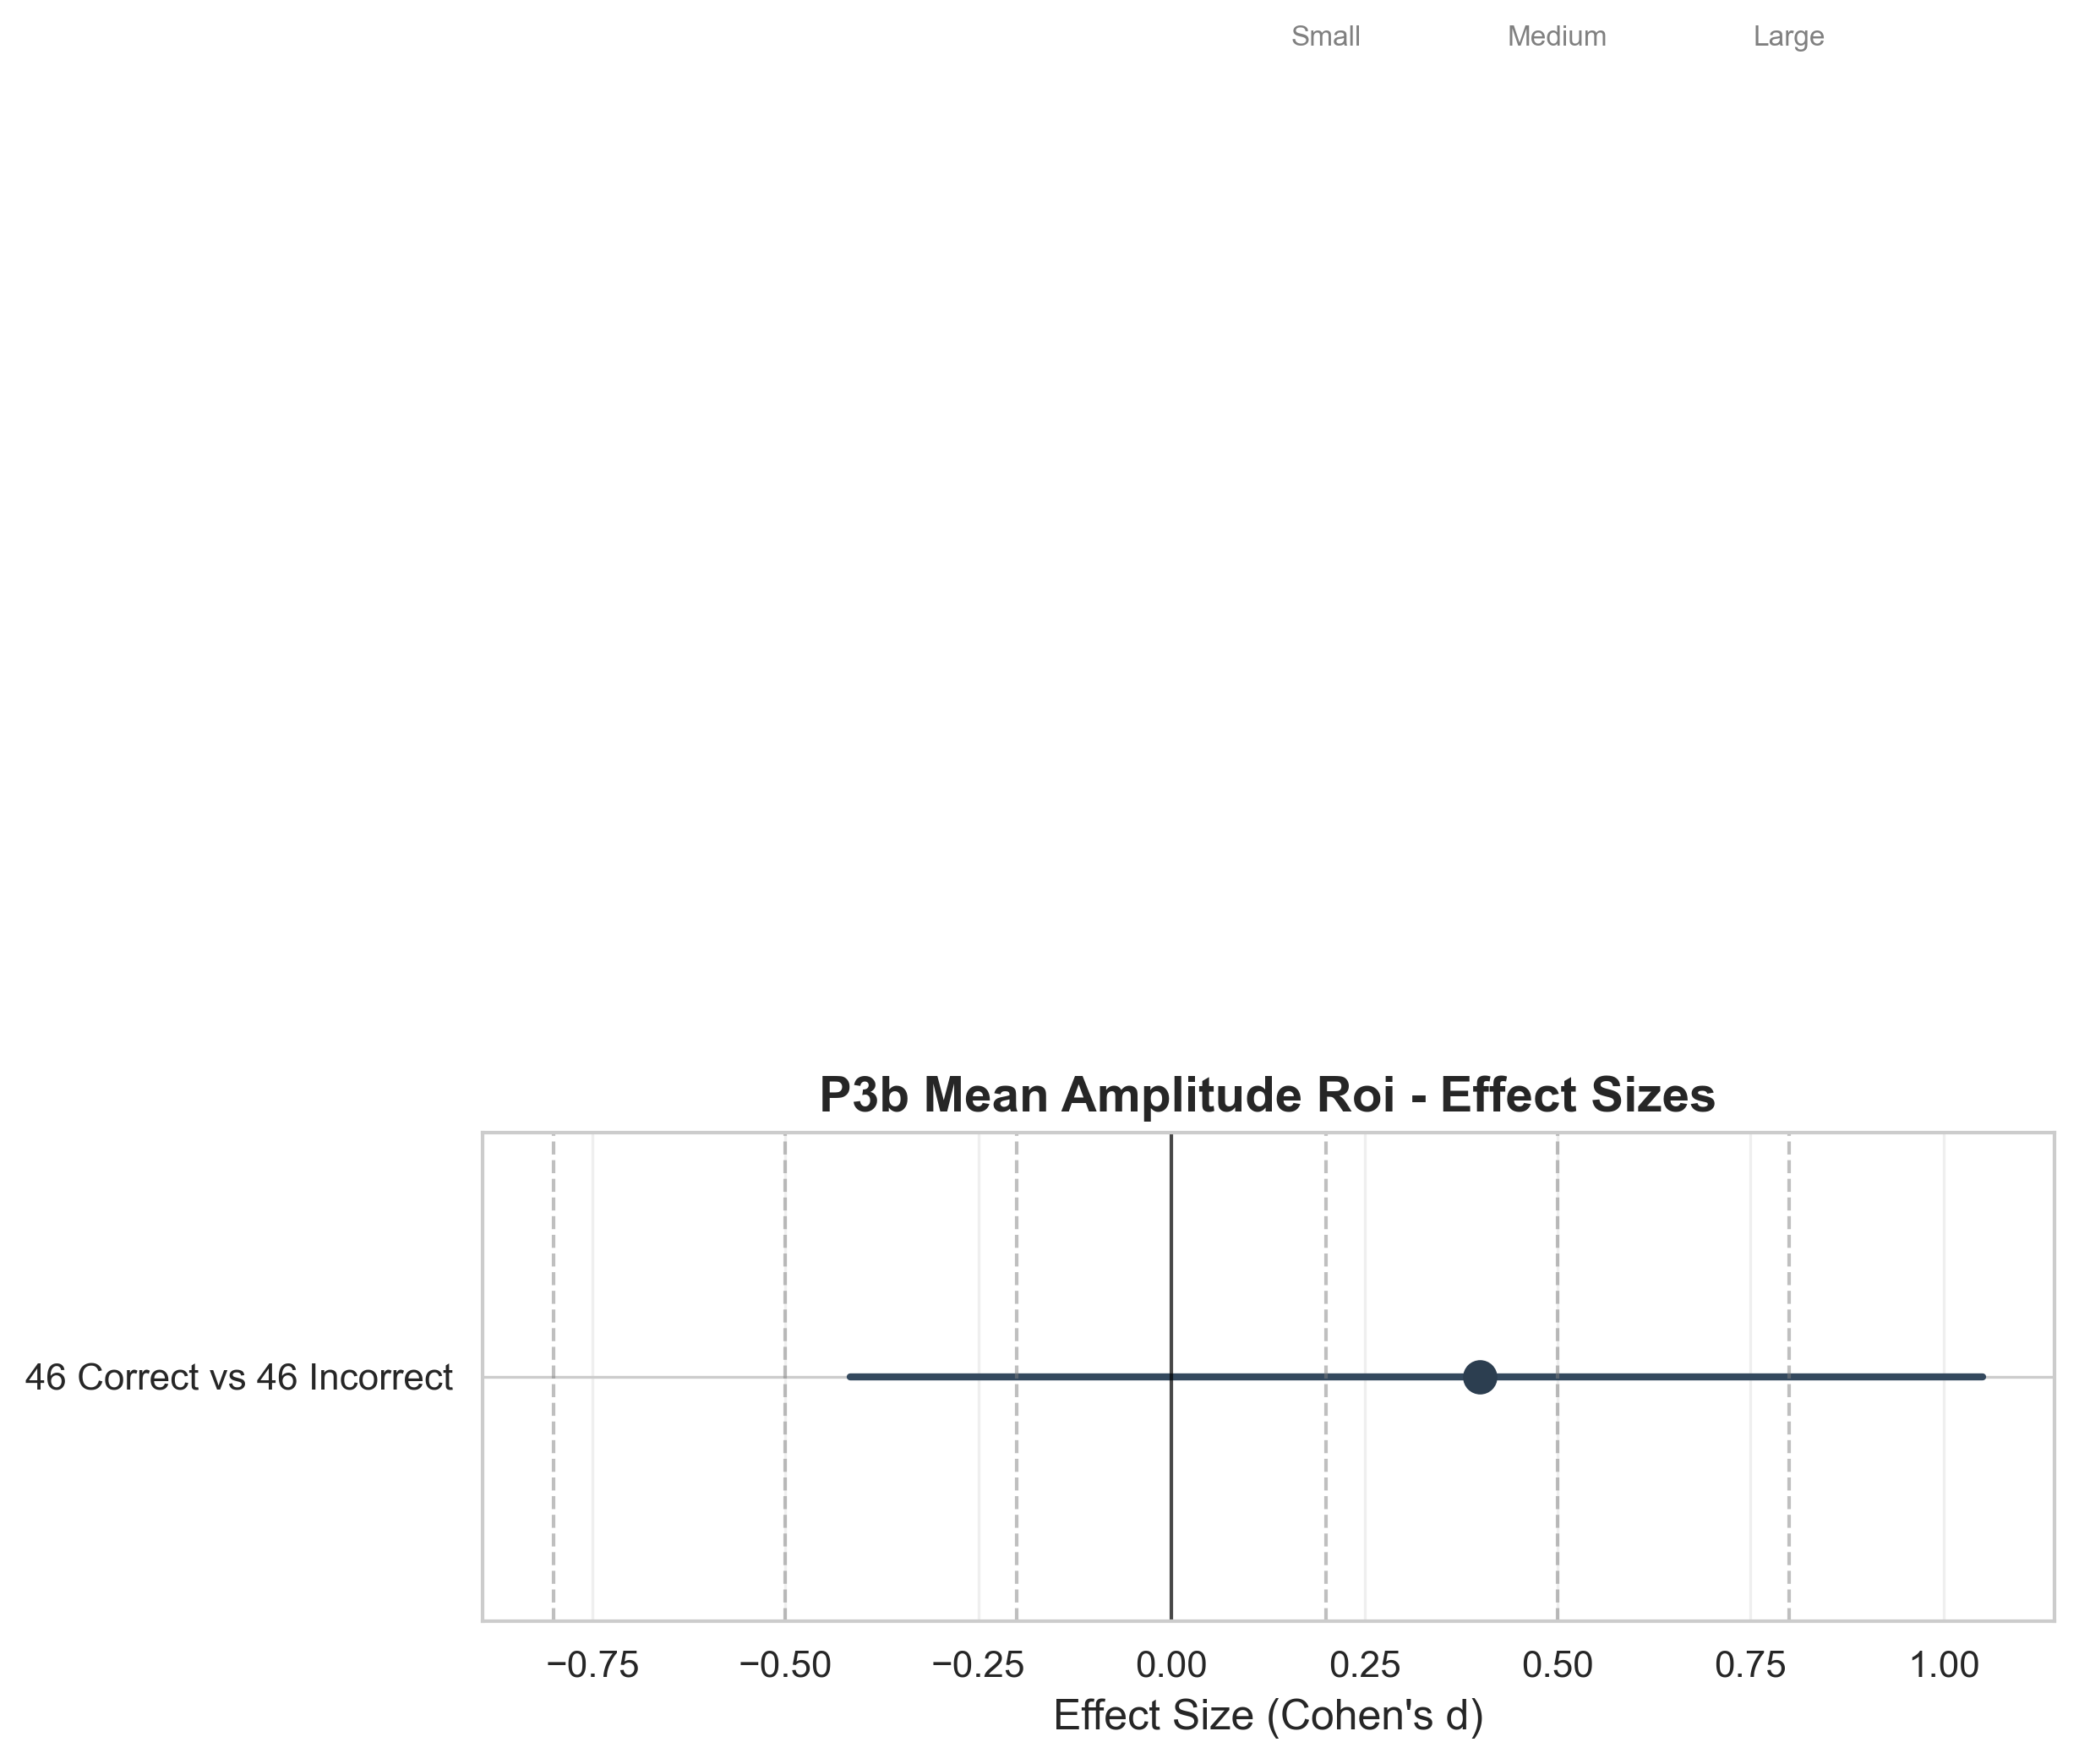 Small Medium Large
P3b Mean Amplitude Roi - Effect Sizes
46 Correct vs 46 Incorrect
−0.75 −0.50 −0.25 0.00 0.25 0.50 0.75 1.00
Effect Size (Cohen's d)